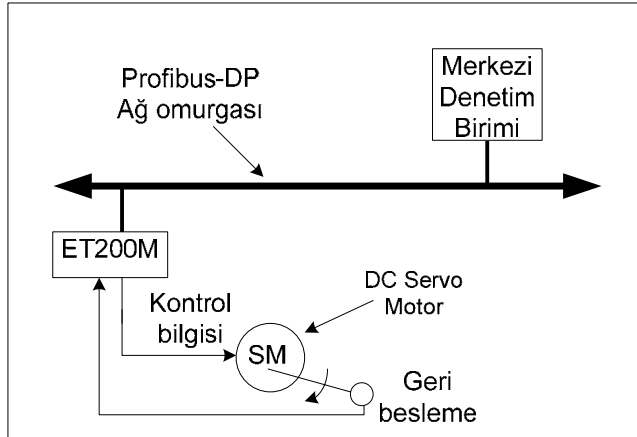 Profibus-DP
Ağ omurgası
Merkezi
Denetim
Birimi
ET200M
Kontrol
bilgisi
DC Servo
Motor
SM
Geri
besleme